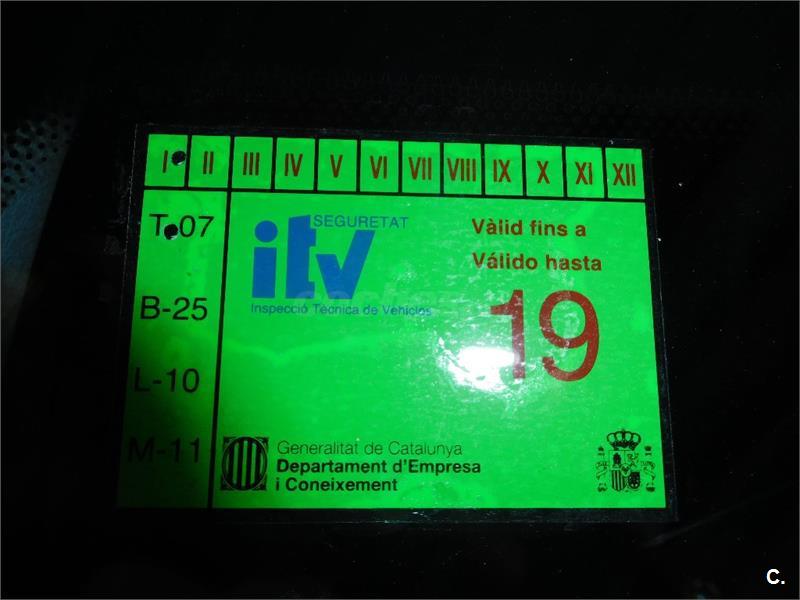 I II III IV V VI VII VIII IX X XI XII
T-07
SEGURETAT
itv
Inspecció Tècnica de Vehicles
Vàlid fins a
Válido hasta
19
B-25
L-10
M-11
Generalitat de Catalunya
Departament d'Empresa
i Coneixement
C.